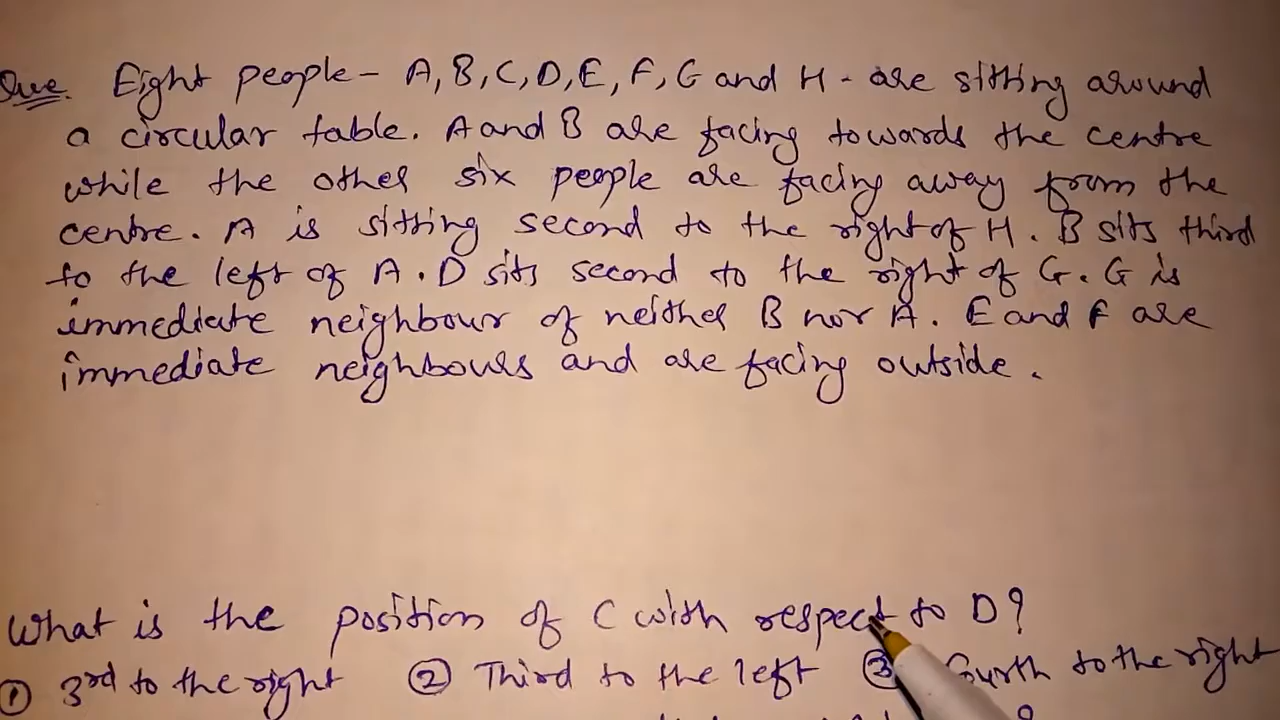 Que. Eight people - A, B, C, D, E, F, G and H - are sitting around
a circular table. A and B are facing towards the centre
while the other six people are facing away from the
centre. A is sitting second to the right of H. B sits third
to the left of A. D sits second to the right of G. G is
immediate neighbour of neither B nor A. E and F are
immediate neighbours and are facing outside.
What is the position of C with respect to D?
① 3rd to the right ② Third to the left ③ Fourth to the right